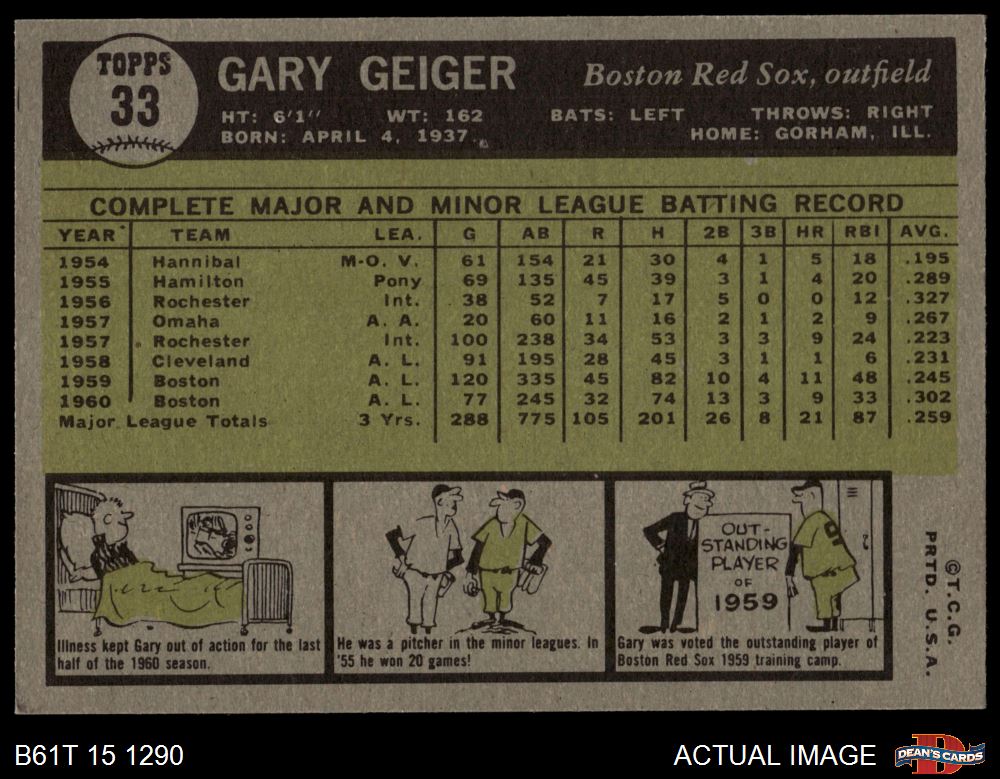 TOPPS
33
GARY GEIGER Boston Red Sox, outfield
HT: 6'1'' WT: 162 BATS: LEFT THROWS: RIGHT
BORN: APRIL 4, 1937 HOME: GORHAM, ILL.
COMPLETE MAJOR AND MINOR LEAGUE BATTING RECORD
YEAR TEAM LEA. G AB R H 2B 3B HR RBI AVG.
1954 Hannibal M-O. V. 61 154 21 30 4 1 5 18 .195
1955 Hamilton Pony 69 135 45 39 3 1 4 20 .289
1956 Rochester Int. 38 52 7 17 5 0 0 12 .327
1957 Omaha A. A. 20 60 11 16 2 1 2 9 .267
1957 Rochester Int. 100 238 34 53 3 3 9 24 .223
1958 Cleveland A. L. 91 195 28 45 3 1 1 6 .231
1959 Boston A. L. 120 335 45 82 10 4 11 48 .245
1960 Boston A. L. 77 245 32 74 13 3 9 33 .302
Major League Totals 3 Yrs. 288 775 105 201 26 8 21 87 .259
Illness kept Gary out of action for the last
half of the 1960 season.
He was a pitcher in the minor leagues. In
'55 he won 20 games!
OUT-
STANDING
PLAYER
OF
1959
Gary was voted the outstanding player of
Boston Red Sox 1959 training camp.
©T.C.G.
PRTD. U.S.A.
B61T 15 1290 ACTUAL IMAGE DEAN'S CARDS